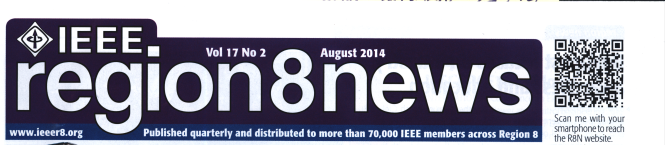 IEEE
Vol 17 No 2 August 2014
region8news
www.ieeer8.org Published quarterly and distributed to more than 70,000 IEEE members across Region 8
Scan me with your
smartphone to reach
the R8N website.